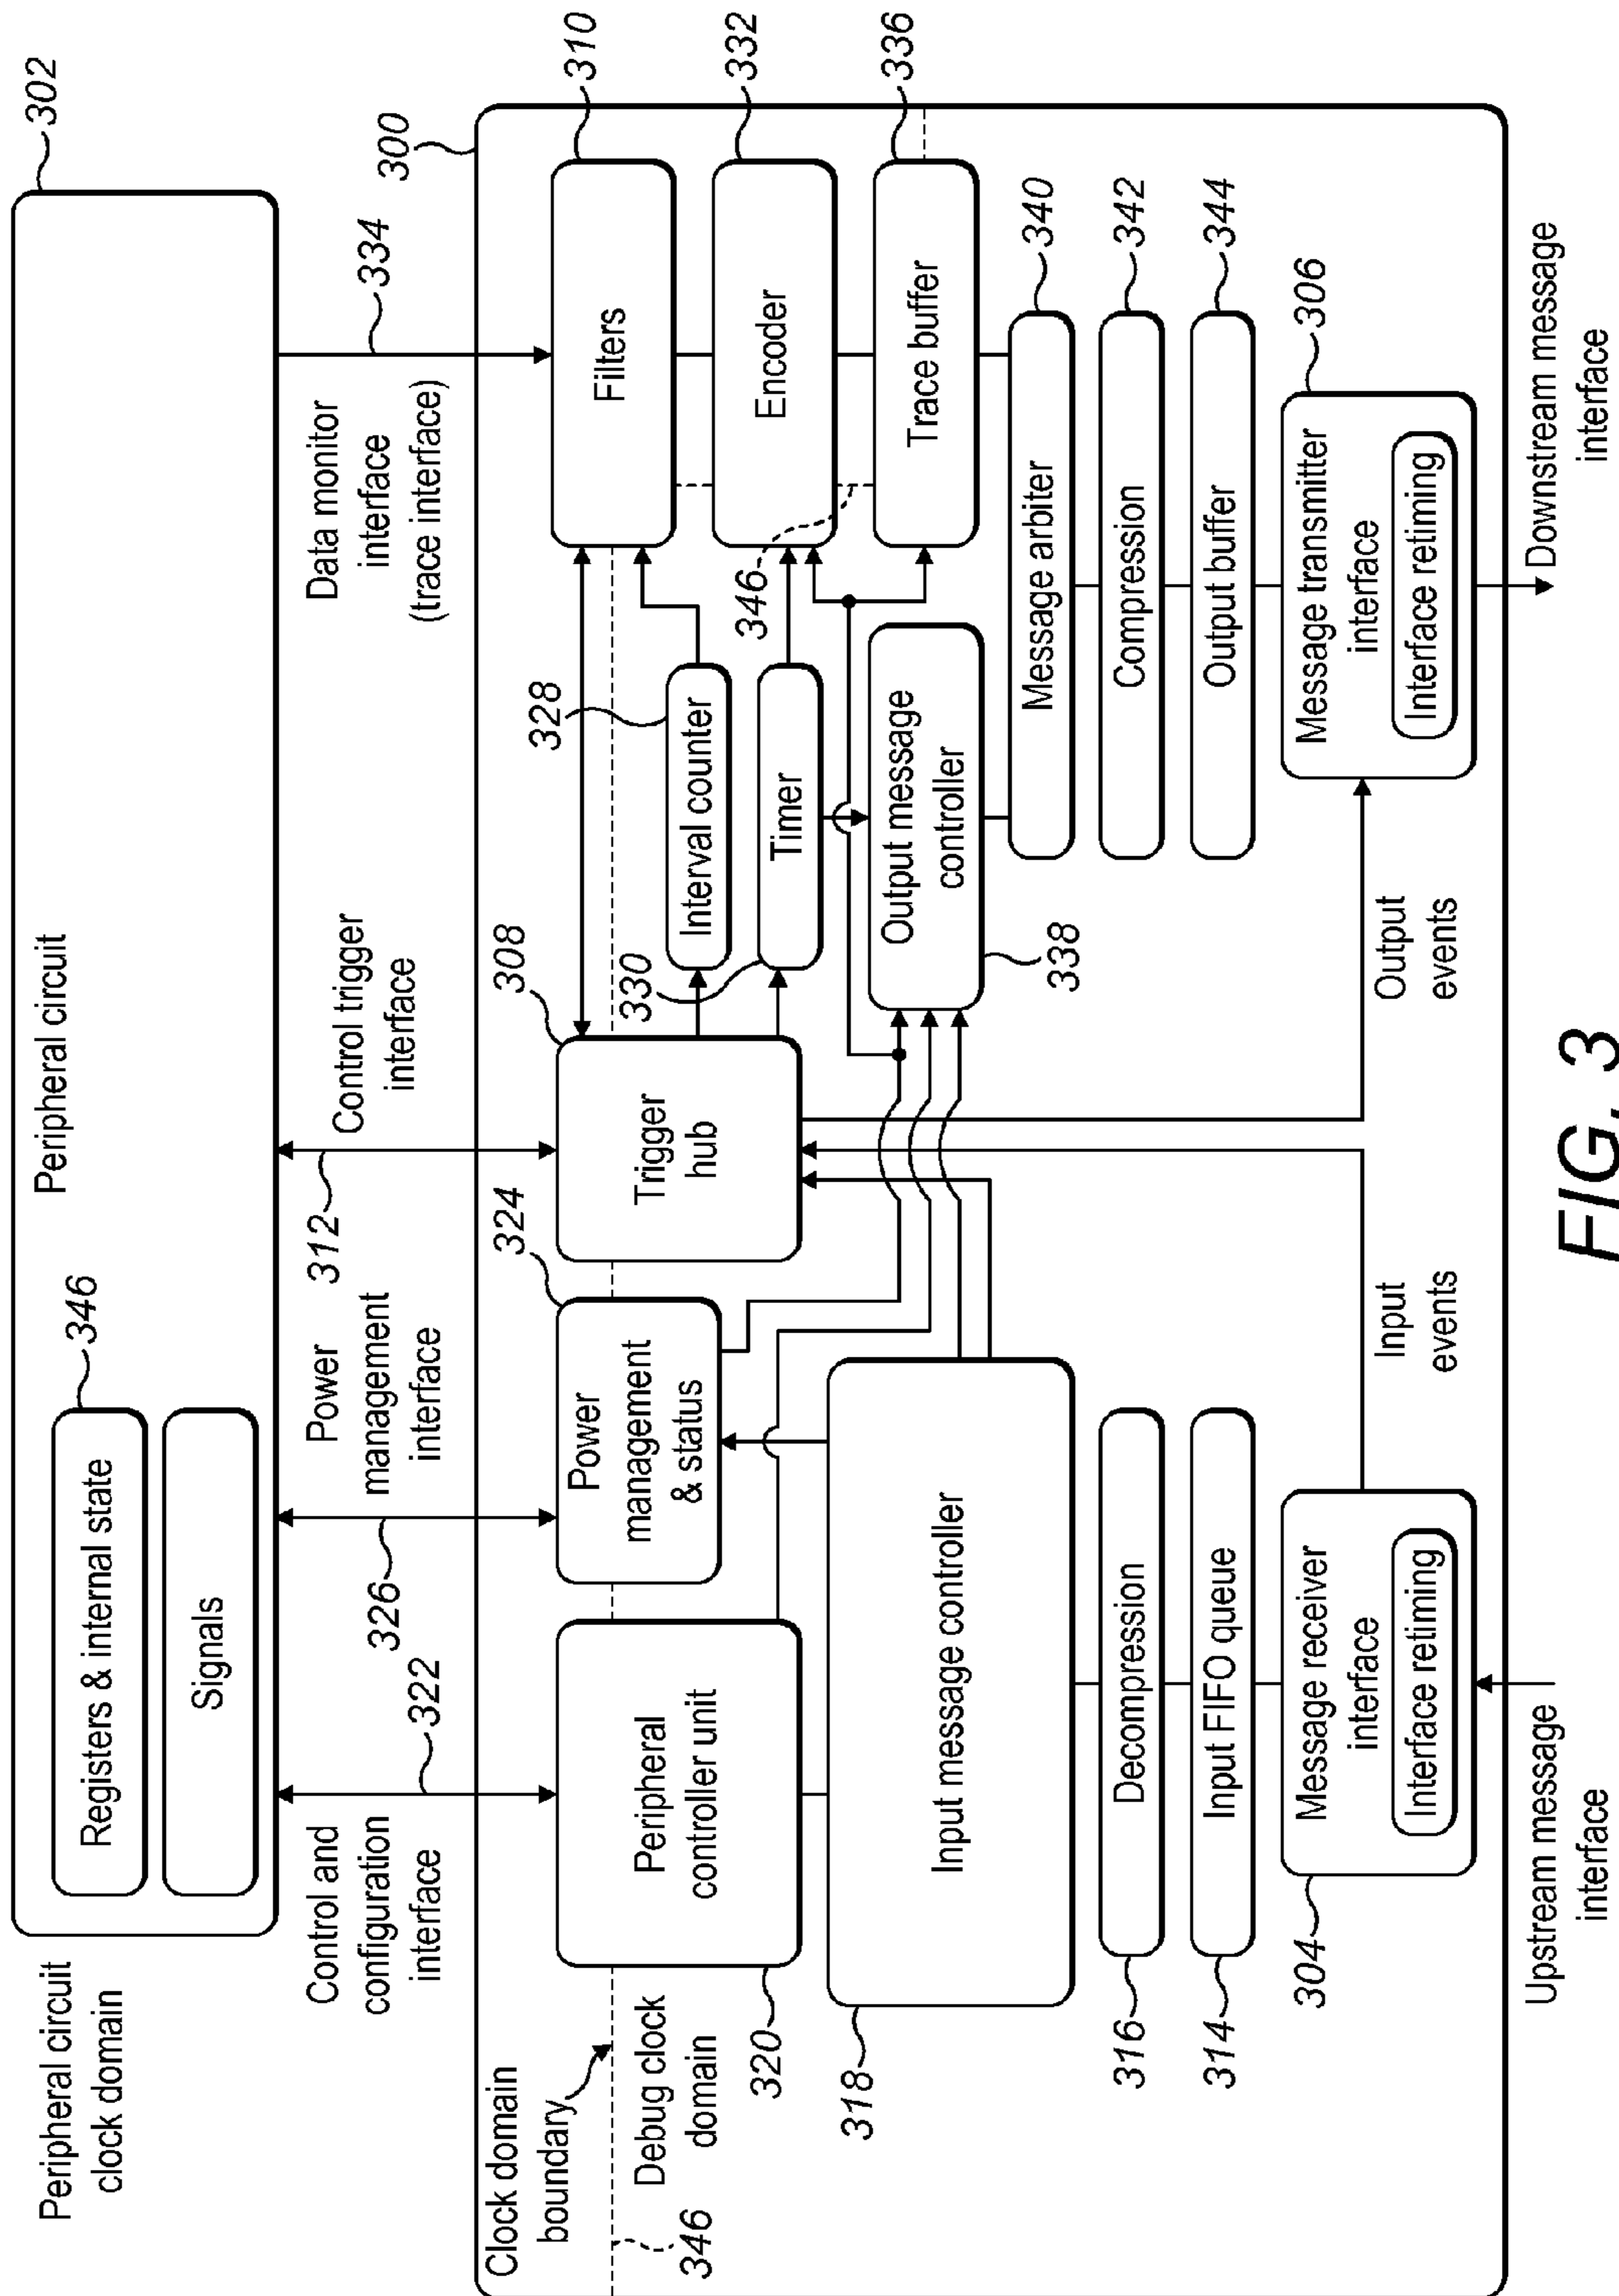 Peripheral circuit
clock domain
Peripheral circuit
302
Registers & internal state
346
Signals
Control and
configuration
interface
322
Power
management
interface
326
Control trigger
interface
312
Data monitor
interface
(trace interface)
334
300
Clock domain
boundary
Debug clock
domain
346
Peripheral
controller unit
320
Power
management
& status
324
Trigger
hub
308
328
Interval counter
330
Timer
Filters
310
Encoder
332
346
Trace buffer
336
Input message controller
318
Output message
controller
338
Message arbiter
340
Decompression
316
Compression
342
Input FIFO queue
314
Output buffer
344
Message receiver
interface
Interface retiming
304
Input
events
Output
events
Message transmitter
interface
Interface retiming
306
Upstream message
interface
Downstream message
interface
FIG. 3